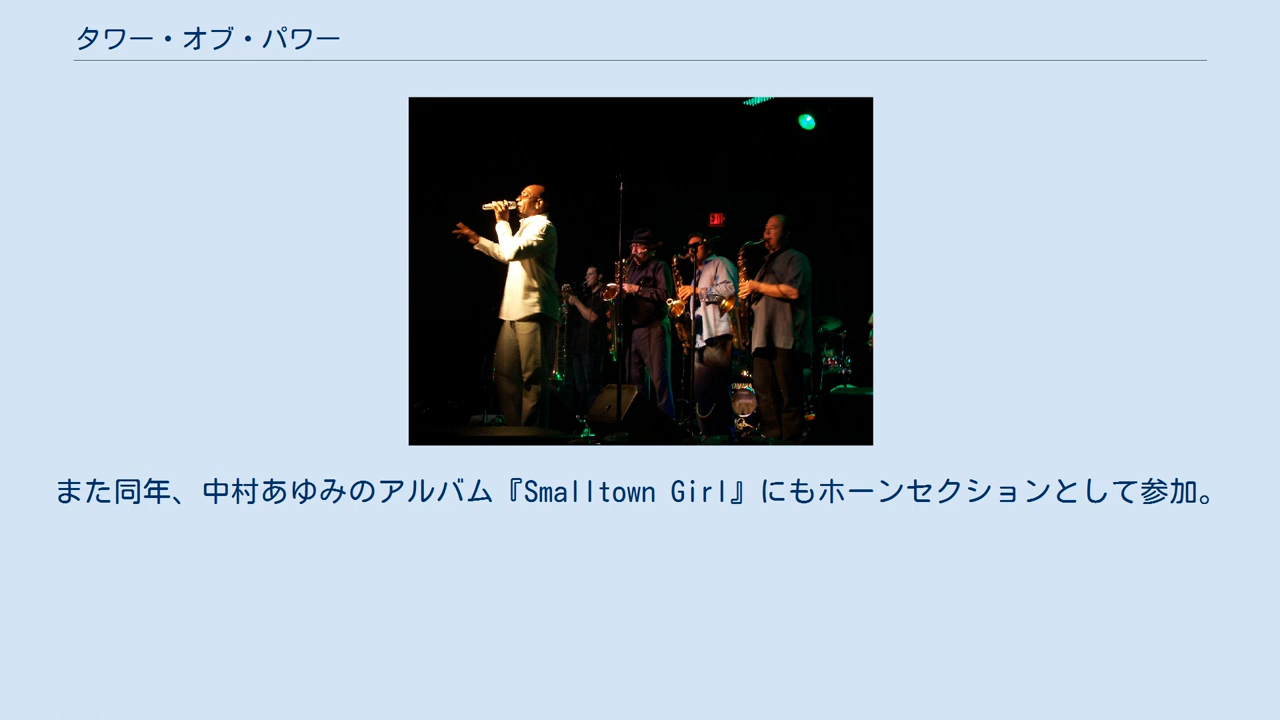 タワー・オブ・パワー
EXIT
また同年、中村あゆみのアルバム『Smalltown Girl』にもホーンセクションとして参加。